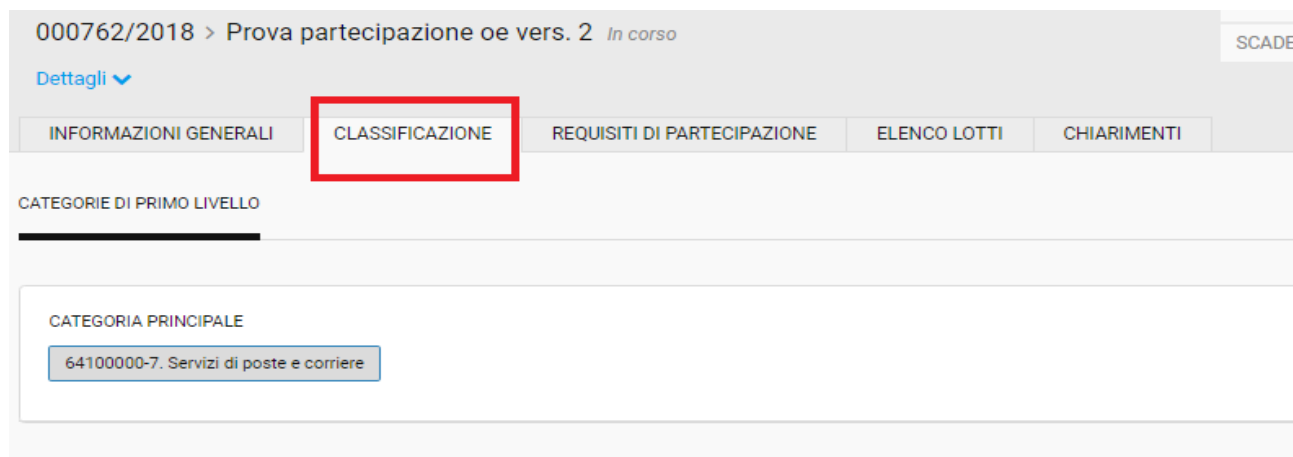 000762/2018 > Prova partecipazione oe vers. 2 In corso
SCADE
Dettagli
INFORMAZIONI GENERALI CLASSIFICAZIONE REQUISITI DI PARTECIPAZIONE ELENCO LOTTI CHIARIMENTI
CATEGORIE DI PRIMO LIVELLO
CATEGORIA PRINCIPALE
64100000-7. Servizi di poste e corriere